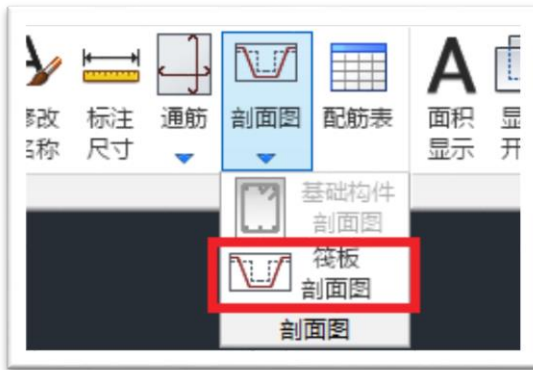 修改 标注 通筋 剖面图 配筋表 面积 显
名称 尺寸 显示 开
基础构件
剖面图
筏板
剖面图
剖面图